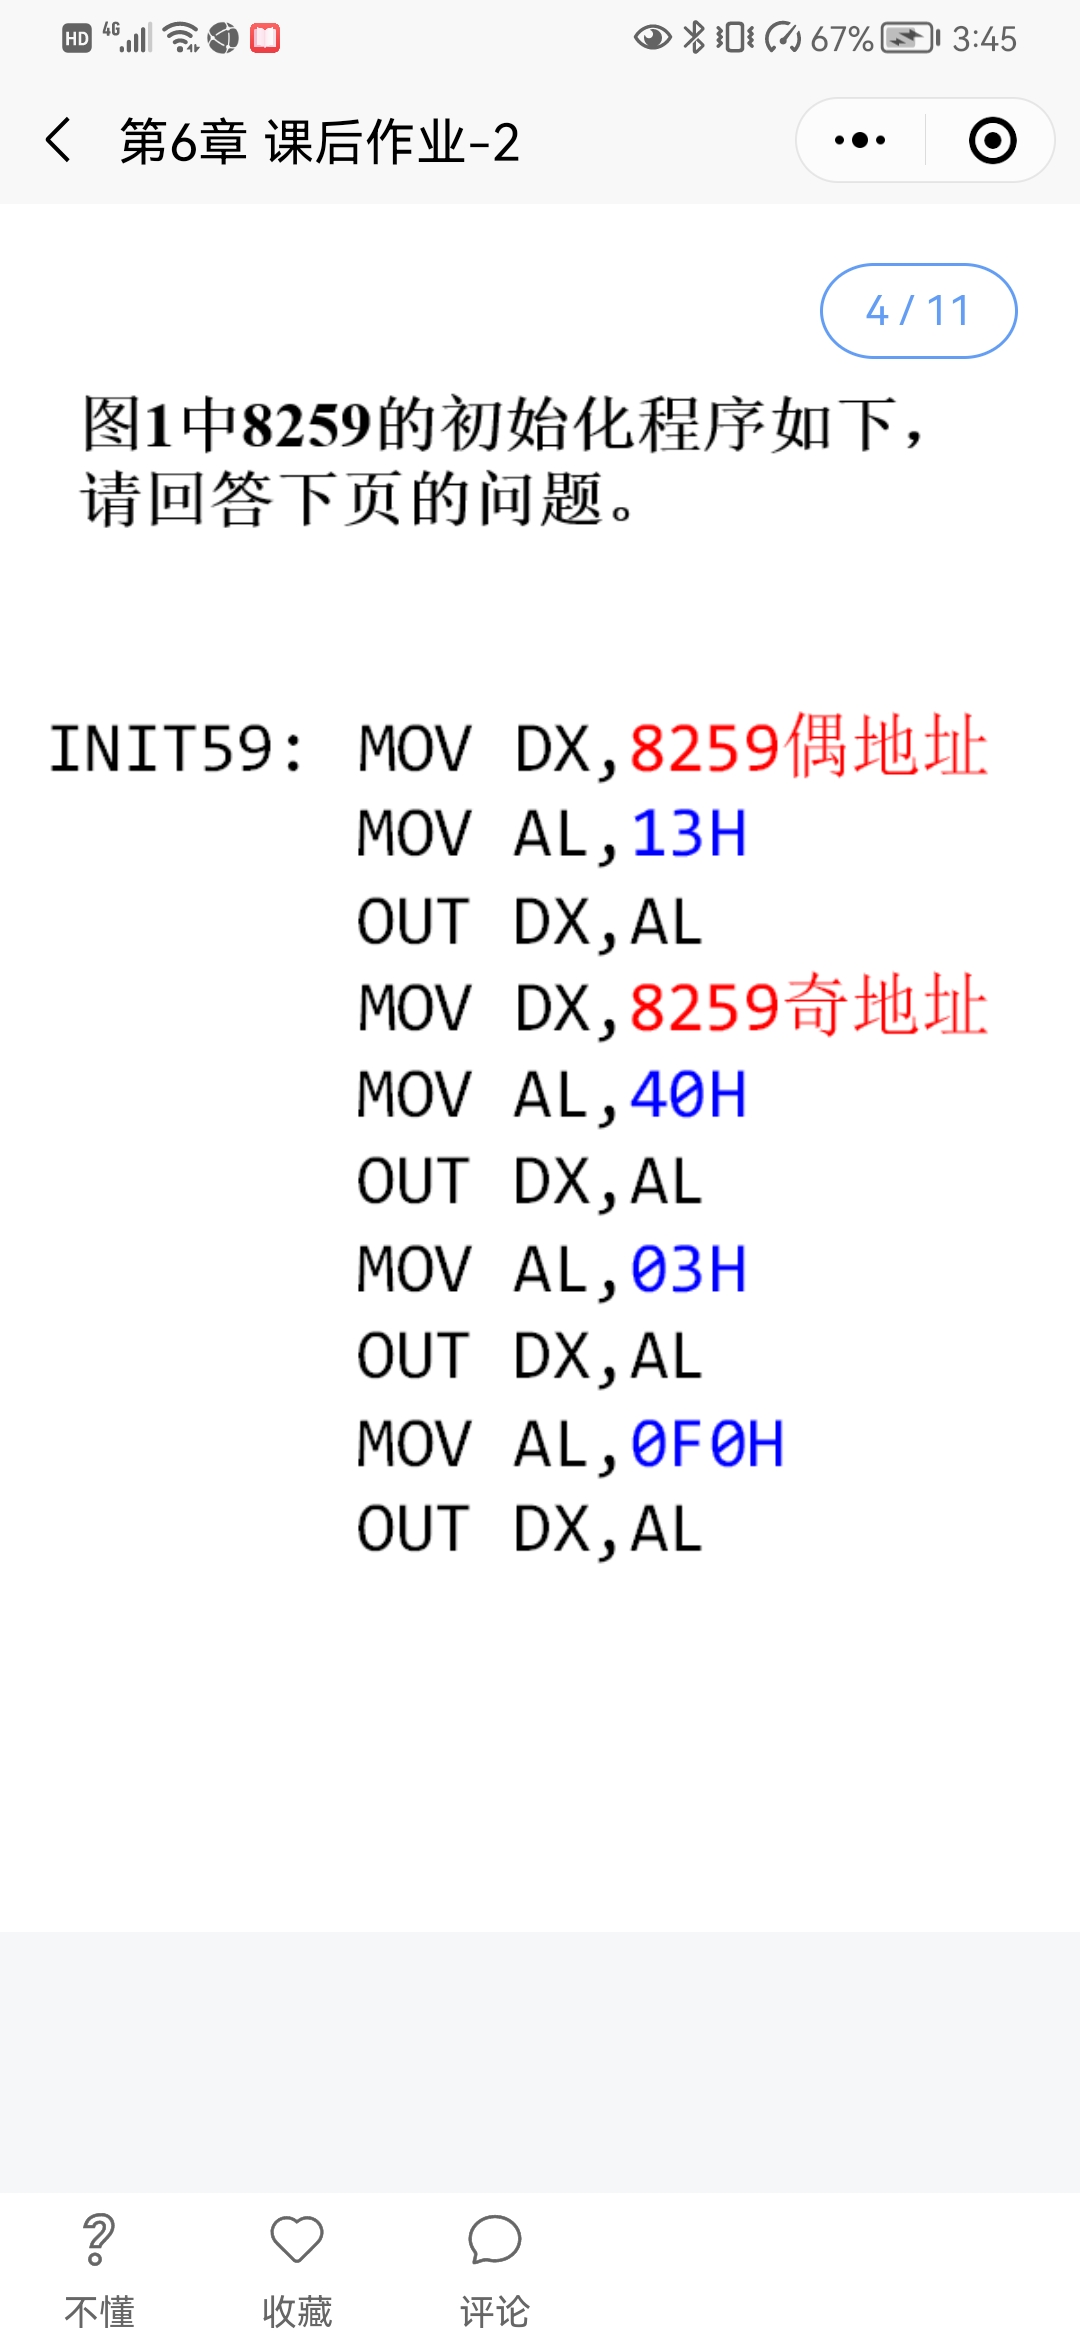 HD 4G 67% 3:45
第6章 课后作业-2
4 / 11
图1中8259的初始化程序如下，
请回答下页的问题。
INIT59: MOV DX,8259偶地址
MOV AL,13H
OUT DX,AL
MOV DX,8259奇地址
MOV AL,40H
OUT DX,AL
MOV AL,03H
OUT DX,AL
MOV AL,0F0H
OUT DX,AL
不懂 收藏 评论